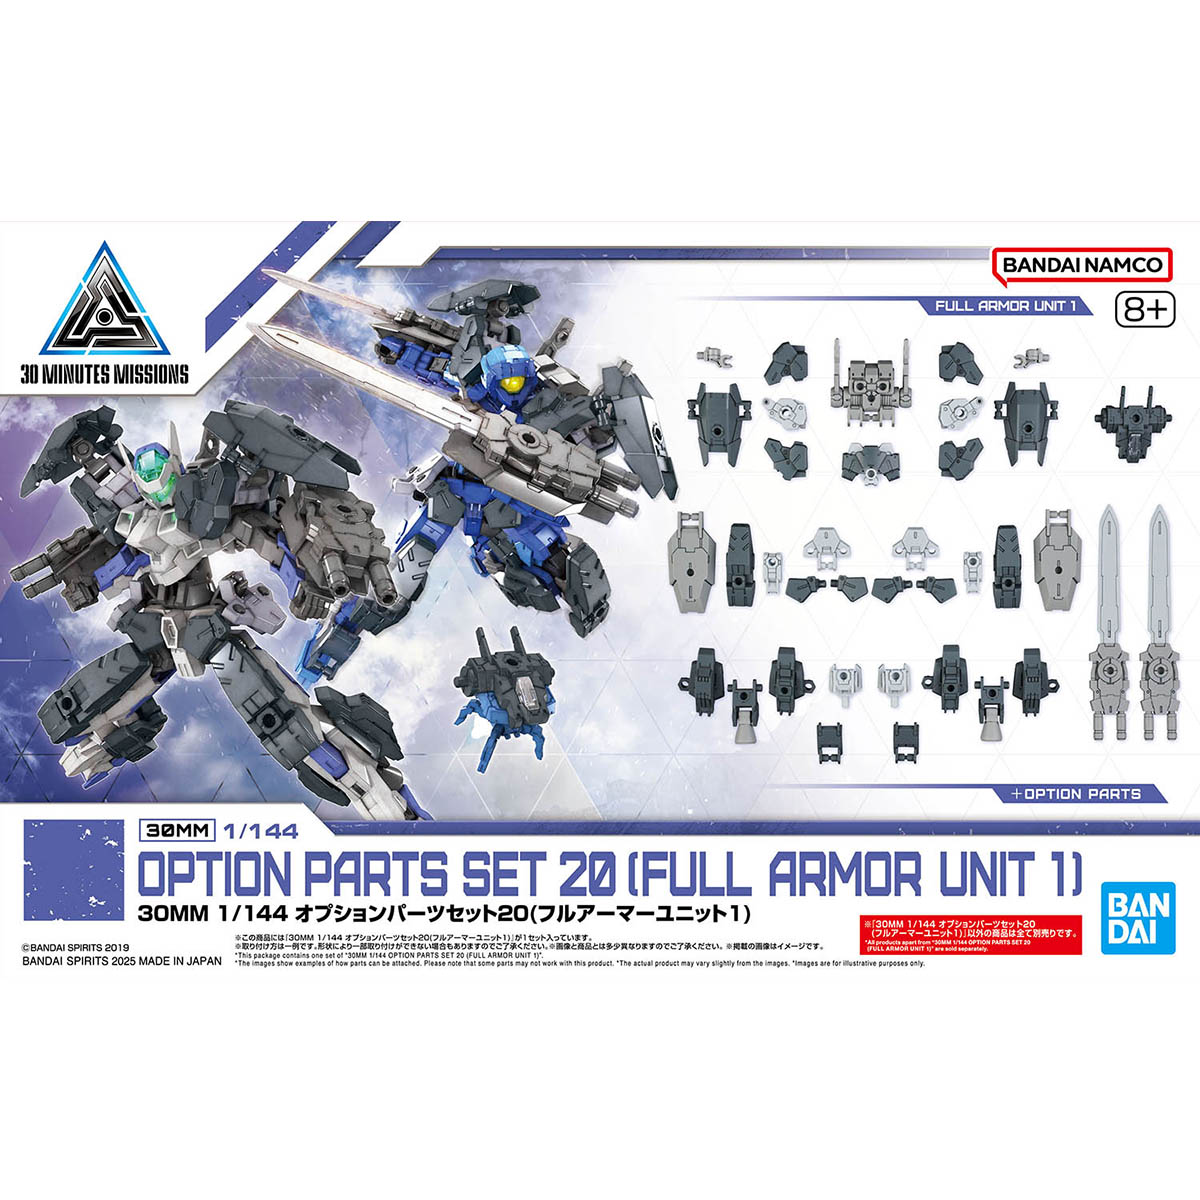 30 MINUTES MISSIONS
BANDAI NAMCO
8+
FULL ARMOR UNIT 1
+OPTION PARTS
30MM 1/144
OPTION PARTS SET 20 (FULL ARMOR UNIT 1)
30MM 1/144 オプションパーツセット20(フルアーマーユニット1)
©BANDAI SPIRITS 2019
BANDAI SPIRITS 2025 MADE IN JAPAN
※この商品には「30MM 1/144 オプションパーツセット20(フルアーマーユニット1)」が1セット入っています。
※取り付け方は一例です。形状により一部取り付けができない場合もありますのでご了承ください。※画像と商品とは多少異なりますのでご了承ください。※掲載の画像はイメージです。
*This package contains one set of "30MM 1/144 OPTION PARTS SET 20 (FULL ARMOR UNIT 1)".
*The images show examples of how parts can be attached. Please note that some parts may not work with this product. *The actual product may vary slightly from the images. *Images are for illustrative purposes only.
※「30MM 1/144 オプションパーツセット20
(フルアーマーユニット1)」以外の商品は全て別売りです。
*All products apart from "30MM 1/144 OPTION PARTS SET 20
(FULL ARMOR UNIT 1)" are sold separately.
BAN
DAI